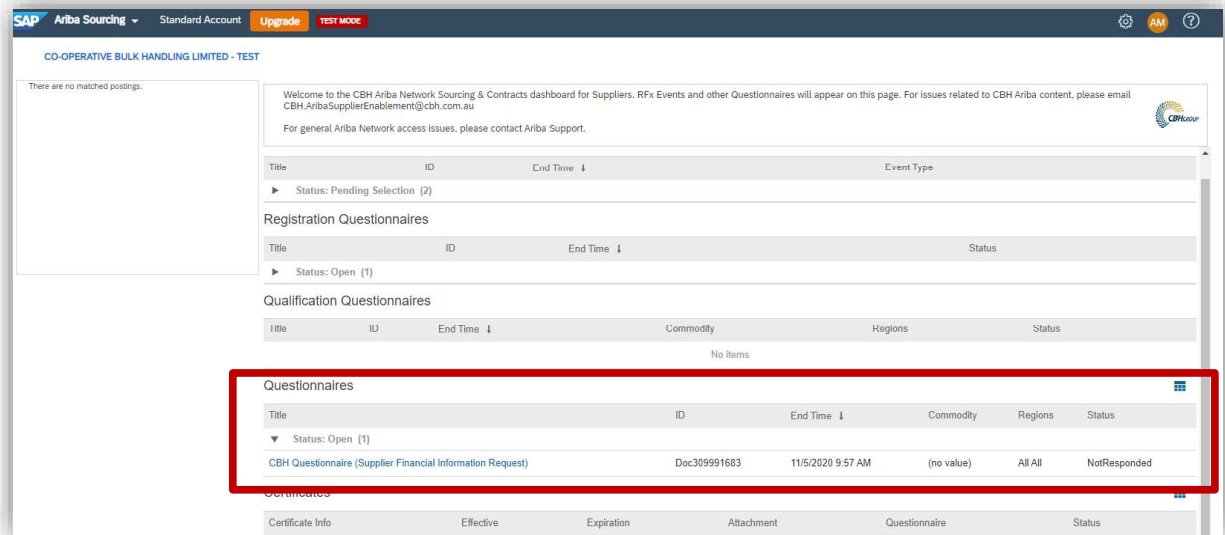 SAP Ariba Sourcing Standard Account Upgrade TEST MODE AM ?
CO-OPERATIVE BULK HANDLING LIMITED - TEST
There are no matched postings.
Welcome to the CBH Ariba Network Sourcing & Contracts dashboard for Suppliers. RFx Events and other Questionnaires will appear on this page. For issues related to CBH Ariba content, please email
CBH.AribaSupplierEnablement@cbh.com.au
For general Ariba Network access issues, please contact Ariba Support.
CBHGROUP
Title ID End Time ↓ Event Type
► Status: Pending Selection (2)
Registration Questionnaires
Title ID End Time ↓ Status
► Status: Open (1)
Qualification Questionnaires
Title ID End Time ↓ Commodity Regions Status
No items
Questionnaires
Title ID End Time ↓ Commodity Regions Status
▼ Status: Open (1)
CBH Questionnaire (Supplier Financial Information Request) Doc309991683 11/5/2020 9:57 AM (no value) All All NotResponded
Certificates
Certificate Info Effective Expiration Attachment Questionnaire Status